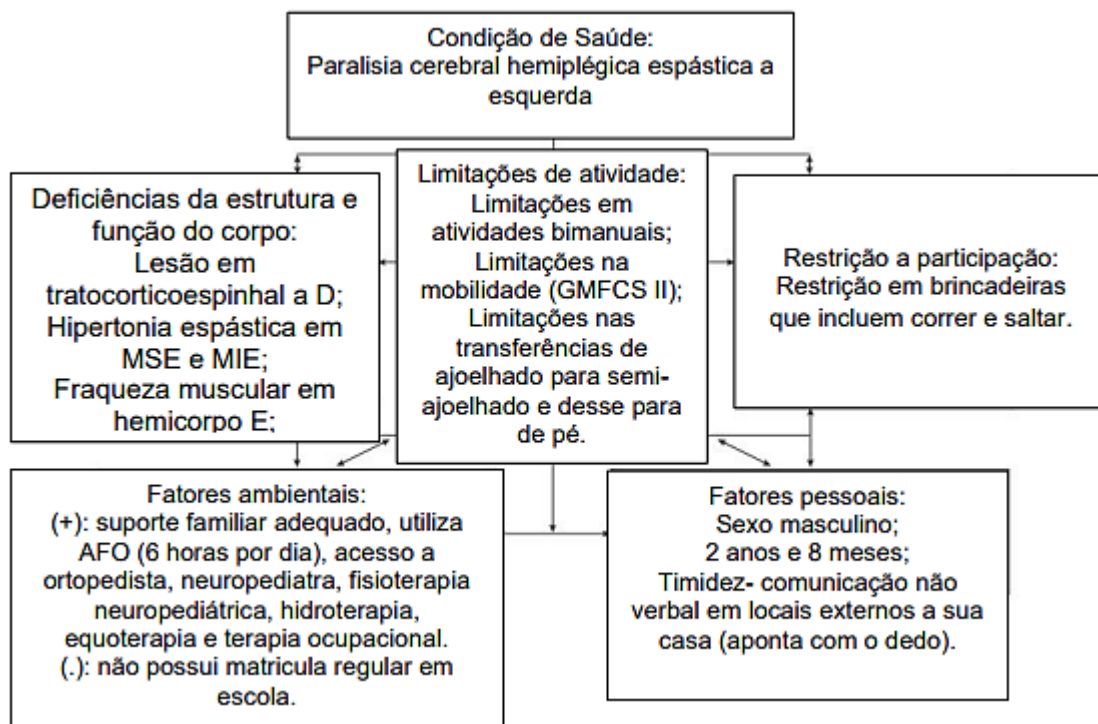 Condição de Saúde:
Paralisia cerebral hemiplégica espástica a
esquerda
Deficiências da estrutura e
função do corpo:
Lesão em
tratocorticoespinhal a D;
Hipertonia espástica em
MSE e MIE;
Fraqueza muscular em
hemicorpo E;
Limitações de atividade:
Limitações em
atividades bimanuais;
Limitações na
mobilidade (GMFCS II);
Limitações nas
transferências de
ajoelhado para semi-
ajoelhado e desse para
de pé.
Restrição a participação:
Restrição em brincadeiras
que incluem correr e saltar.
Fatores ambientais:
(+): suporte familiar adequado, utiliza
AFO (6 horas por dia), acesso a
ortopedista, neuropediatra, fisioterapia
neuropediátrica, hidroterapia,
equoterapia e terapia ocupacional.
(.): não possui matricula regular em
escola.
Fatores pessoais:
Sexo masculino;
2 anos e 8 meses;
Timidez- comunicação não
verbal em locais externos a sua
casa (aponta com o dedo).